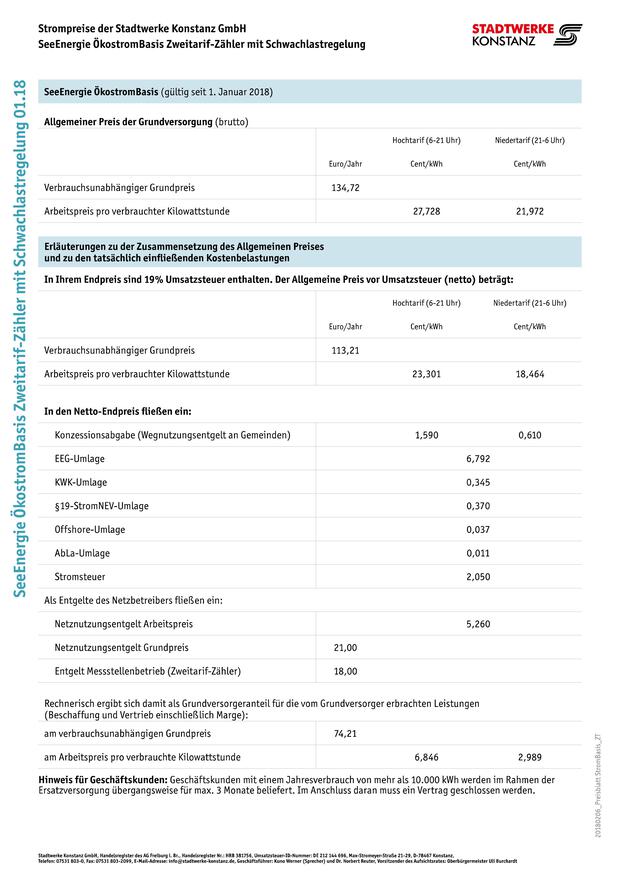 Strompreise der Stadtwerke Konstanz GmbH
SeeEnergie ÖkostromBasis Zweitarif-Zähler mit Schwachlastregelung
STADTWERKE
KONSTANZ
SeeEnergie ÖkostromBasis Zweitarif-Zähler mit Schwachlastregelung 01.18
SeeEnergie ÖkostromBasis (gültig seit 1. Januar 2018)
Allgemeiner Preis der Grundversorgung (brutto)
Hochtarif (6-21 Uhr) Niedertarif (21-6 Uhr)
Euro/Jahr Cent/kWh Cent/kWh
Verbrauchsunabhängiger Grundpreis 134,72
Arbeitspreis pro verbrauchter Kilowattstunde 27,728 21,972
Erläuterungen zu der Zusammensetzung des Allgemeinen Preises
und zu den tatsächlich einfließenden Kostenbelastungen
In Ihrem Endpreis sind 19% Umsatzsteuer enthalten. Der Allgemeine Preis vor Umsatzsteuer (netto) beträgt:
Hochtarif (6-21 Uhr) Niedertarif (21-6 Uhr)
Euro/Jahr Cent/kWh Cent/kWh
Verbrauchsunabhängiger Grundpreis 113,21
Arbeitspreis pro verbrauchter Kilowattstunde 23,301 18,464
In den Netto-Endpreis fließen ein:
Konzessionsabgabe (Wegnutzungsentgelt an Gemeinden) 1,590 0,610
EEG-Umlage 6,792
KWK-Umlage 0,345
§19-StromNEV-Umlage 0,370
Offshore-Umlage 0,037
AbLa-Umlage 0,011
Stromsteuer 2,050
Als Entgelte des Netzbetreibers fließen ein:
Netznutzungsentgelt Arbeitspreis 5,260
Netznutzungsentgelt Grundpreis 21,00
Entgelt Messstellenbetrieb (Zweitarif-Zähler) 18,00
Rechnerisch ergibt sich damit als Grundversorgeranteil für die vom Grundversorger erbrachten Leistungen
(Beschaffung und Vertrieb einschließlich Marge):
am verbrauchsunabhängigen Grundpreis 74,21
am Arbeitspreis pro verbrauchte Kilowattstunde 6,846 2,989
Hinweis für Geschäftskunden: Geschäftskunden mit einem Jahresverbrauch von mehr als 10.000 kWh werden im Rahmen der
Ersatzversorgung übergangsweise für max. 3 Monate beliefert. Im Anschluss daran muss ein Vertrag geschlossen werden.
20180206_Preisblatt StromBasis_ZT
Stadtwerke Konstanz GmbH, Handelsregister des AG Freiburg i. Br., Handelsregister Nr.: HRB 381756, Umsatzsteuer-ID-Nummer: DE 212 144 696, Max-Stromeyer-Straße 21-29, D-78467 Konstanz,
Telefon: 07531 803-0, Fax: 07531 803-2099, E-Mail-Adresse: info@stadtwerke-konstanz.de, Geschäftsführer: Kuno Werner (Sprecher) und Dr. Norbert Reuter, Vorsitzender des Aufsichtsrates: Oberbürgermeister Uli Burchardt